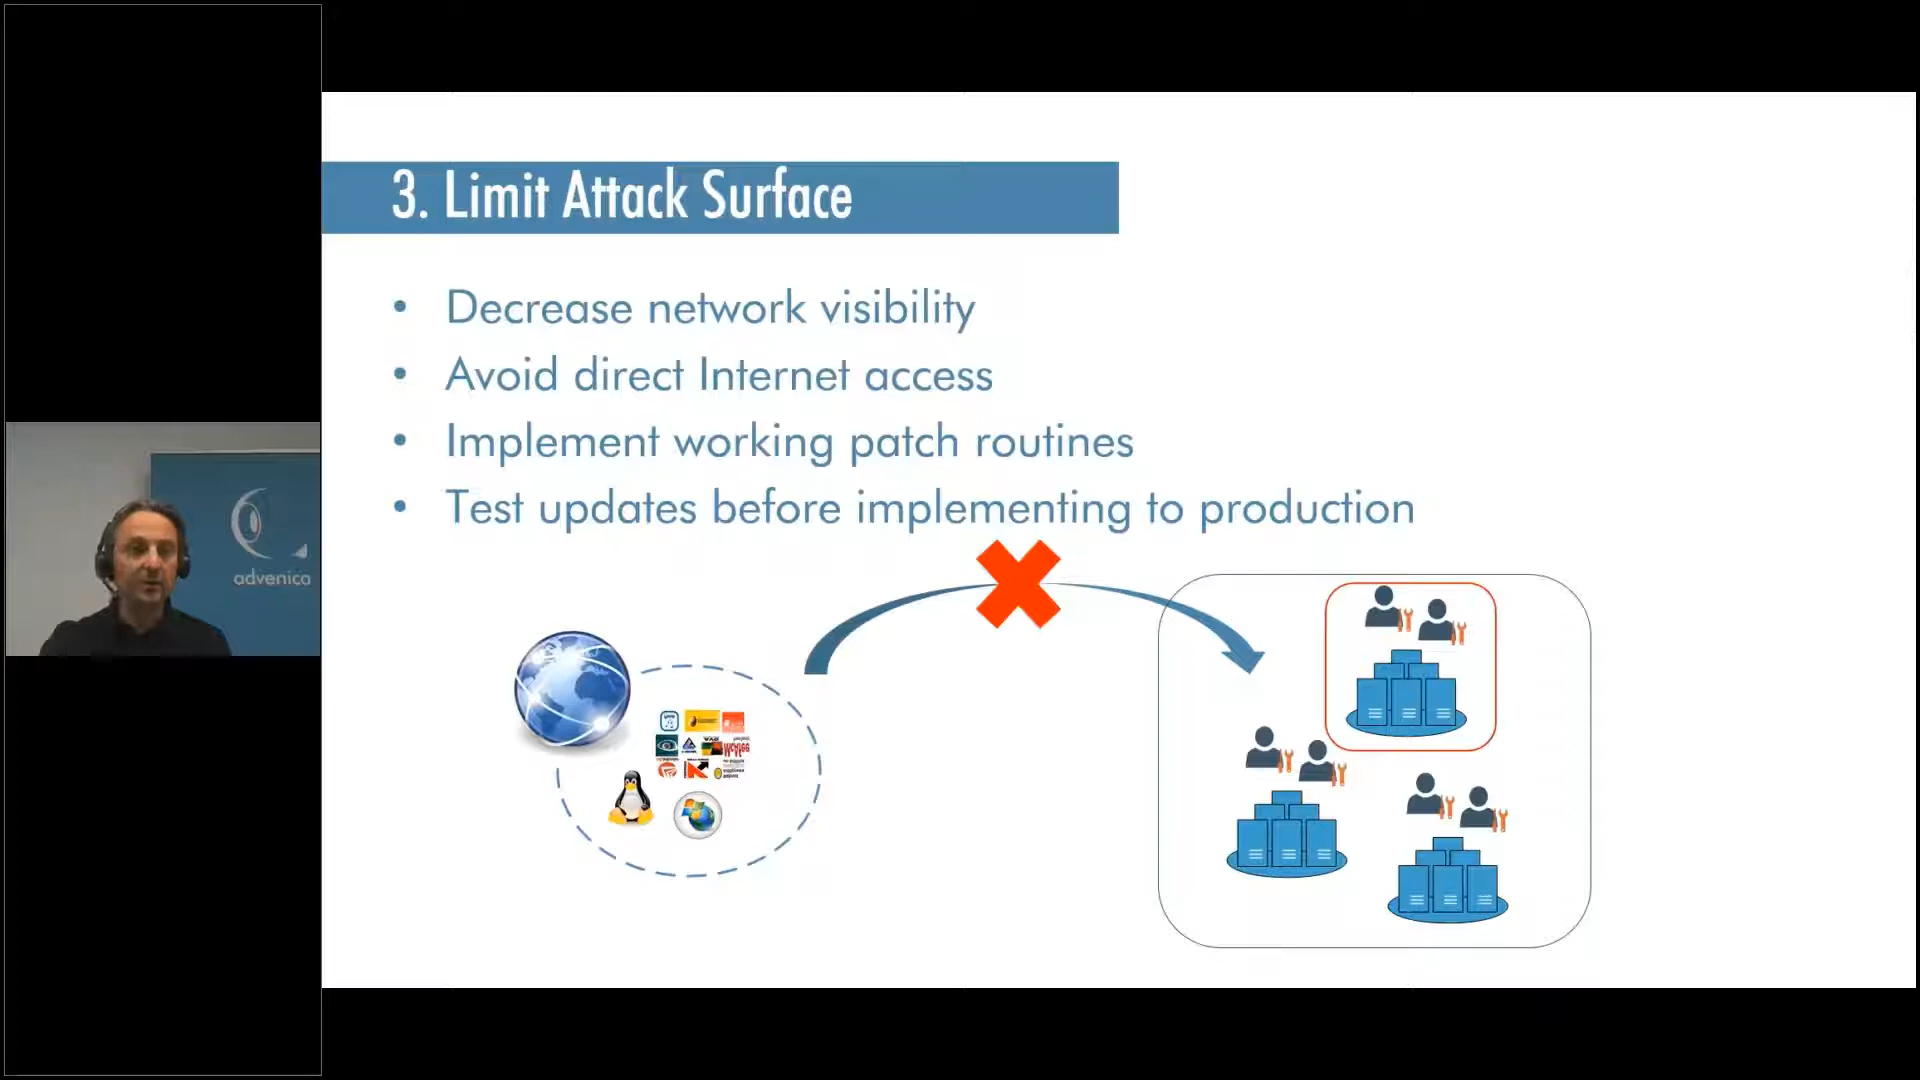 3. Limit Attack Surface
• Decrease network visibility
• Avoid direct Internet access
• Implement working patch routines
• Test updates before implementing to production
advenica
McAfee